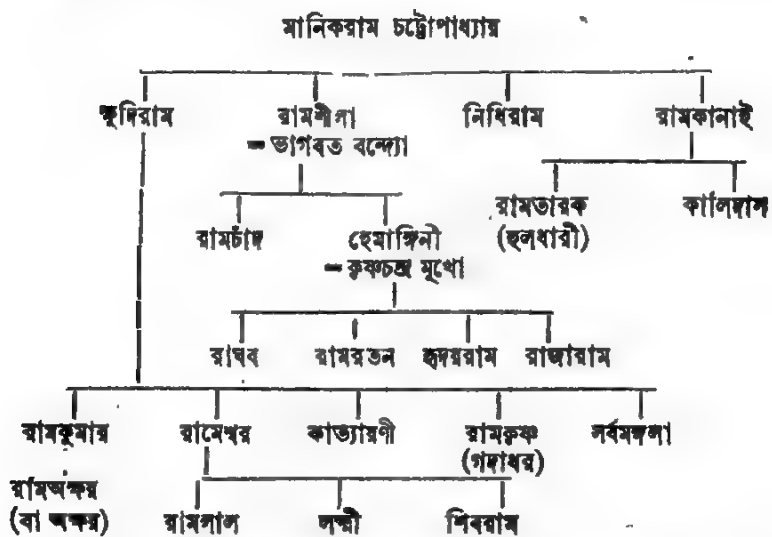 মানিকরাম চট্টোপাধ্যায়
ক্ষুদিরাম রামশীলা নিধিরাম রামকানাই
= ভাগবত বন্দ্যো
রামতারক কালিদাস
রামচাঁদ হেমাঙ্গিনী (হলধারী)
= কৃষ্ণচন্দ্র মুখো
রাঘব রামরতন হৃদয়রাম রাজারাম
রামকুমার রামেশ্বর কাত্যায়ণী রামকৃষ্ণ সর্বমঙ্গলা
(গদাধর)
রামঅক্ষয়
(বা অক্ষয়) রামলাল লক্ষ্মী শিবরাম